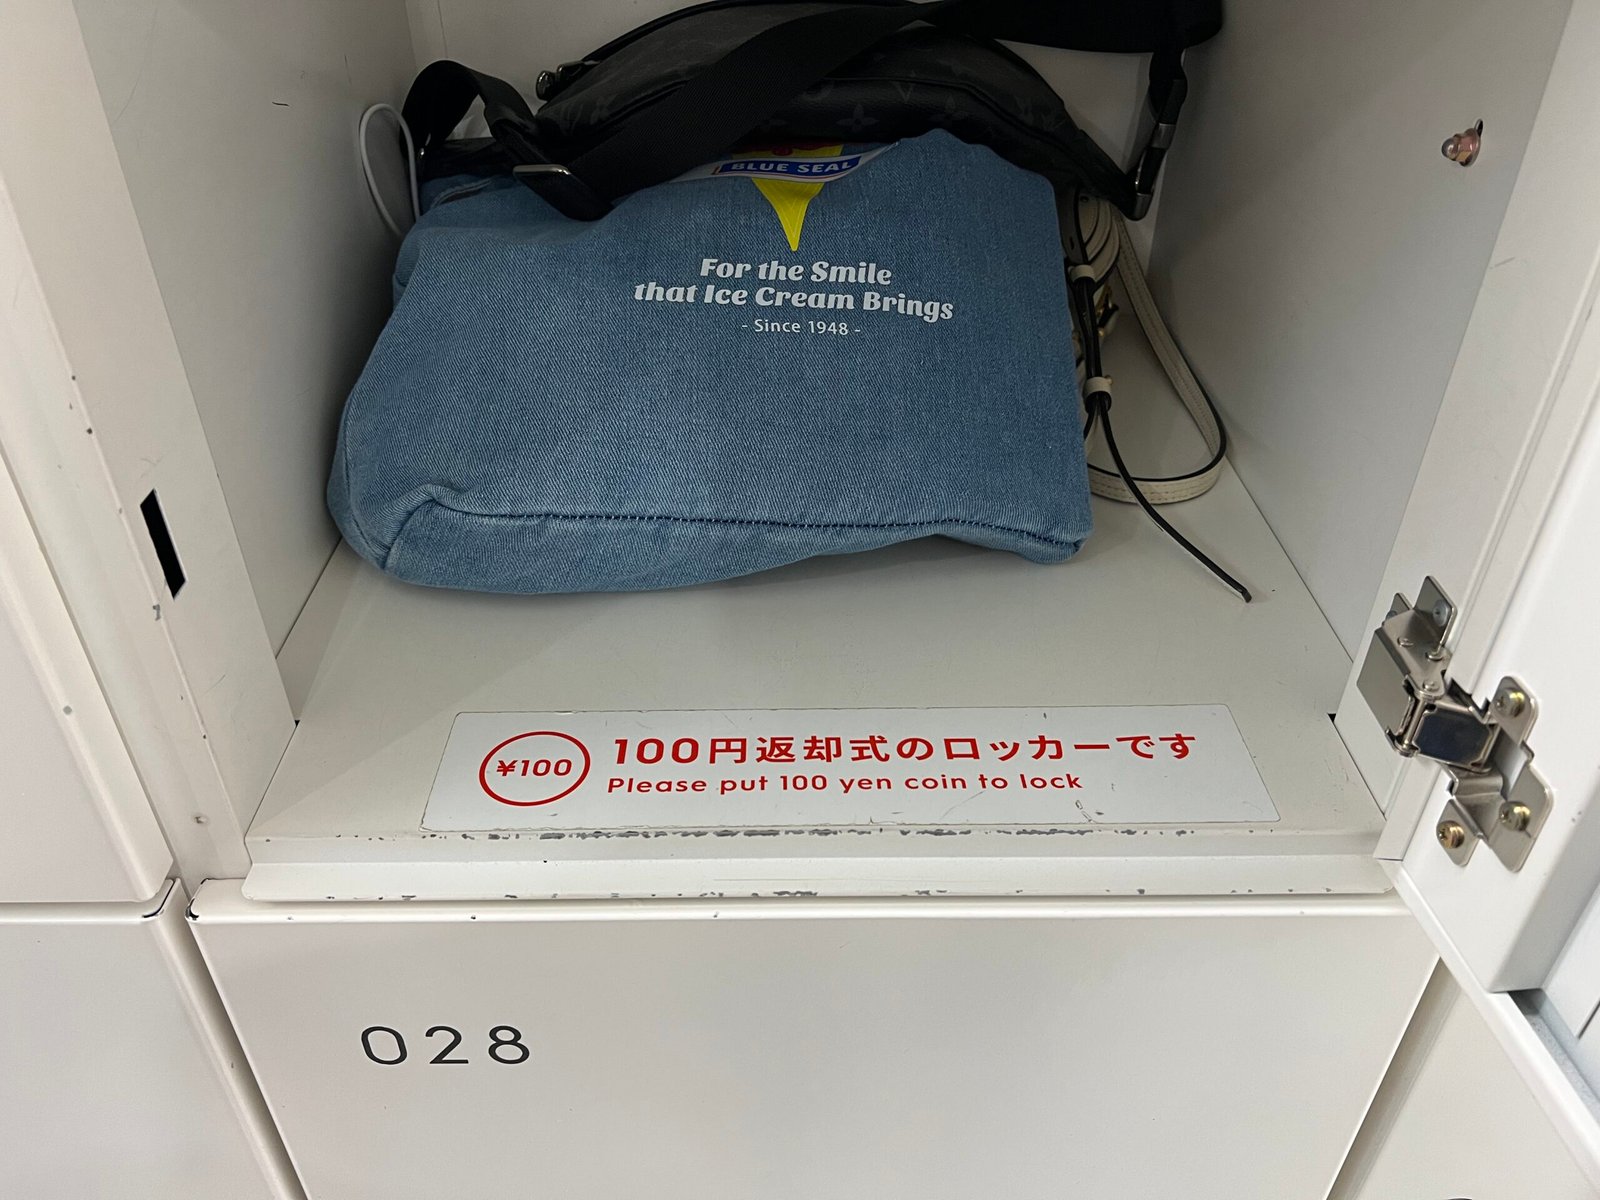 BLUE SEAL
For the Smile
that Ice Cream Brings
- Since 1948 -
¥100
100円返却式のロッカーです
Please put 100 yen coin to lock
028